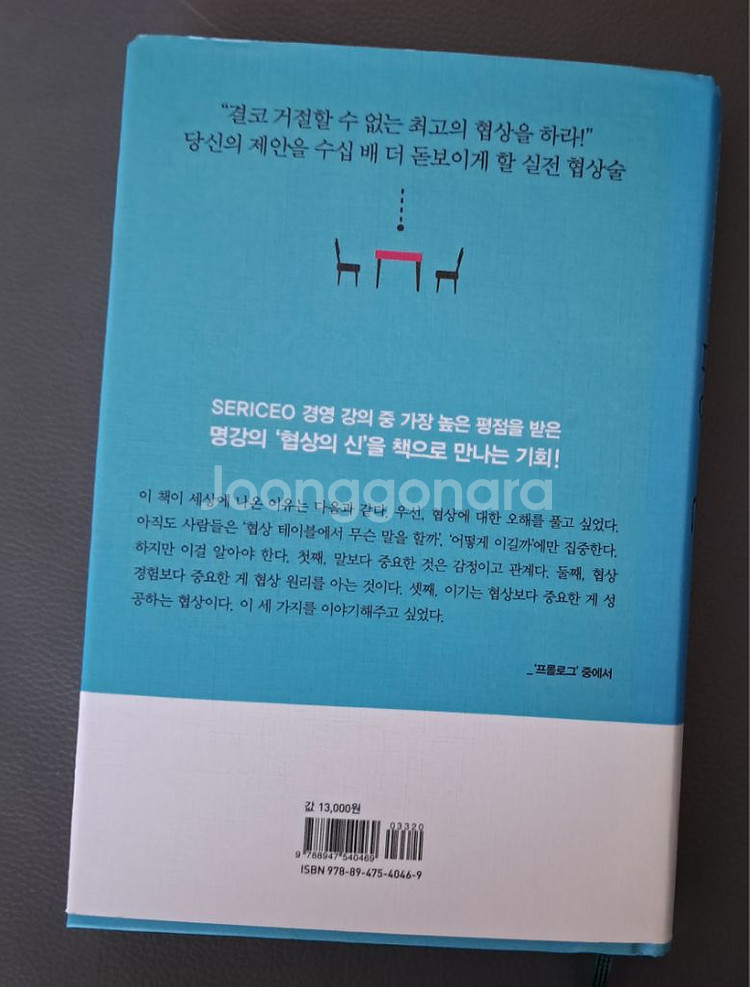 “결코 거절할 수 없는 최고의 협상을 하라!”
당신의 제안을 수십 배 더 돋보이게 할 실전 협상술
SERICEO 경영 강의 중 가장 높은 평점을 받은
명강의 ‘협상의 신’을 책으로 만나는 기회!
Joonggonara
이 책이 세상에 나온 이유는 다음과 같다. 우선, 협상에 대한 오해를 풀고 싶었다.
아직도 사람들은 ‘협상 테이블에서 무슨 말을 할까’, ‘어떻게 이길까’에만 집중한다.
하지만 이걸 알아야 한다. 첫째, 말보다 중요한 것은 감정이고 관계다. 둘째, 협상
경험보다 중요한 게 협상 원리를 아는 것이다. 셋째, 이기는 협상보다 중요한 게 성
공하는 협상이다. 이 세 가지를 이야기해주고 싶었다.
_‘프롤로그’ 중에서
값 13,000원
03320
9 788947 540469
ISBN 978-89-475-4046-9